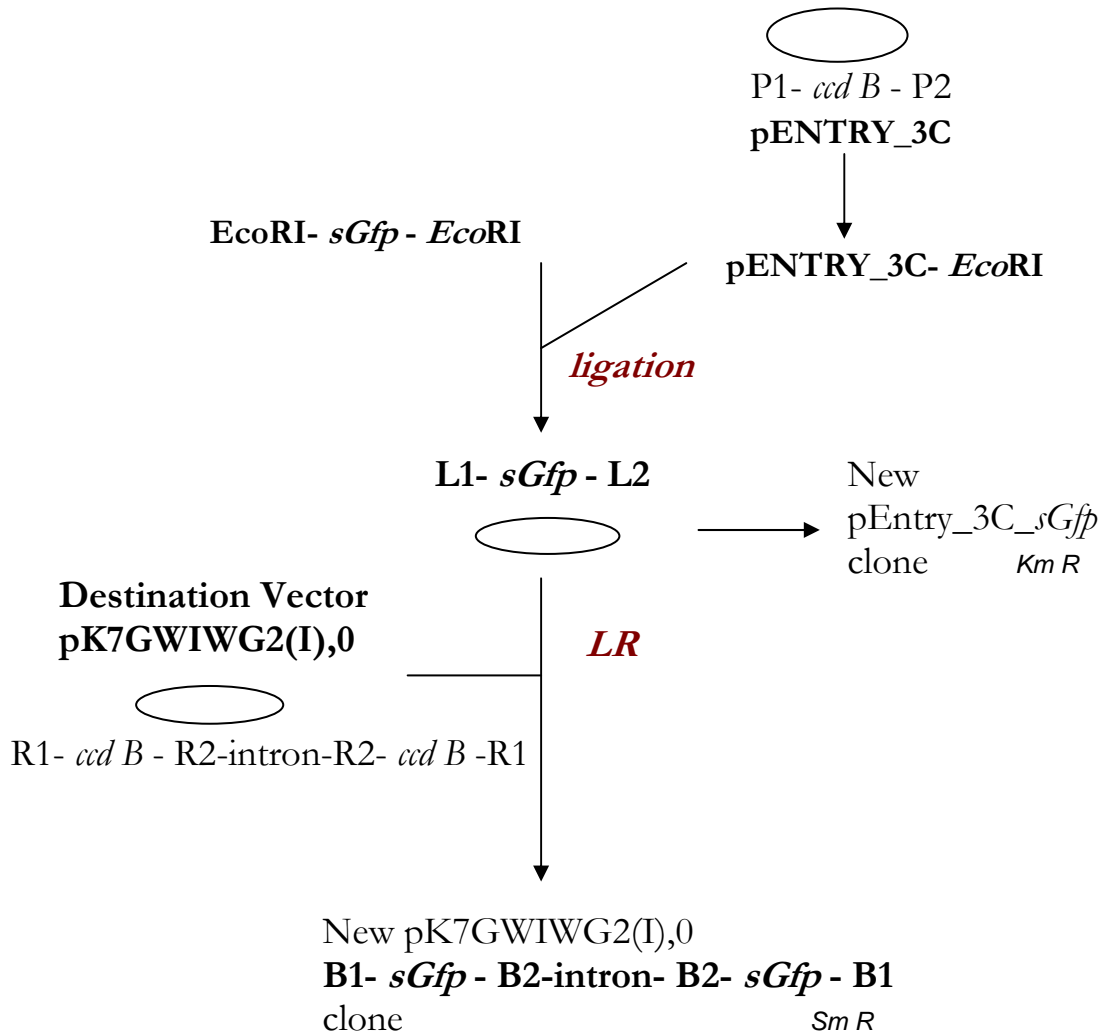 P1- ccd B - P2
pENTRY_3C
EcoRI- sGfp - EcoRI
pENTRY_3C- EcoRI
ligation
L1- sGfp - L2
New
pEntry_3C_sGfp
clone Km R
Destination Vector
pK7GWIWG2(I),0
LR
R1- ccd B - R2-intron-R2- ccd B -R1
New pK7GWIWG2(I),0
B1- sGfp - B2-intron- B2- sGfp - B1
clone Sm R